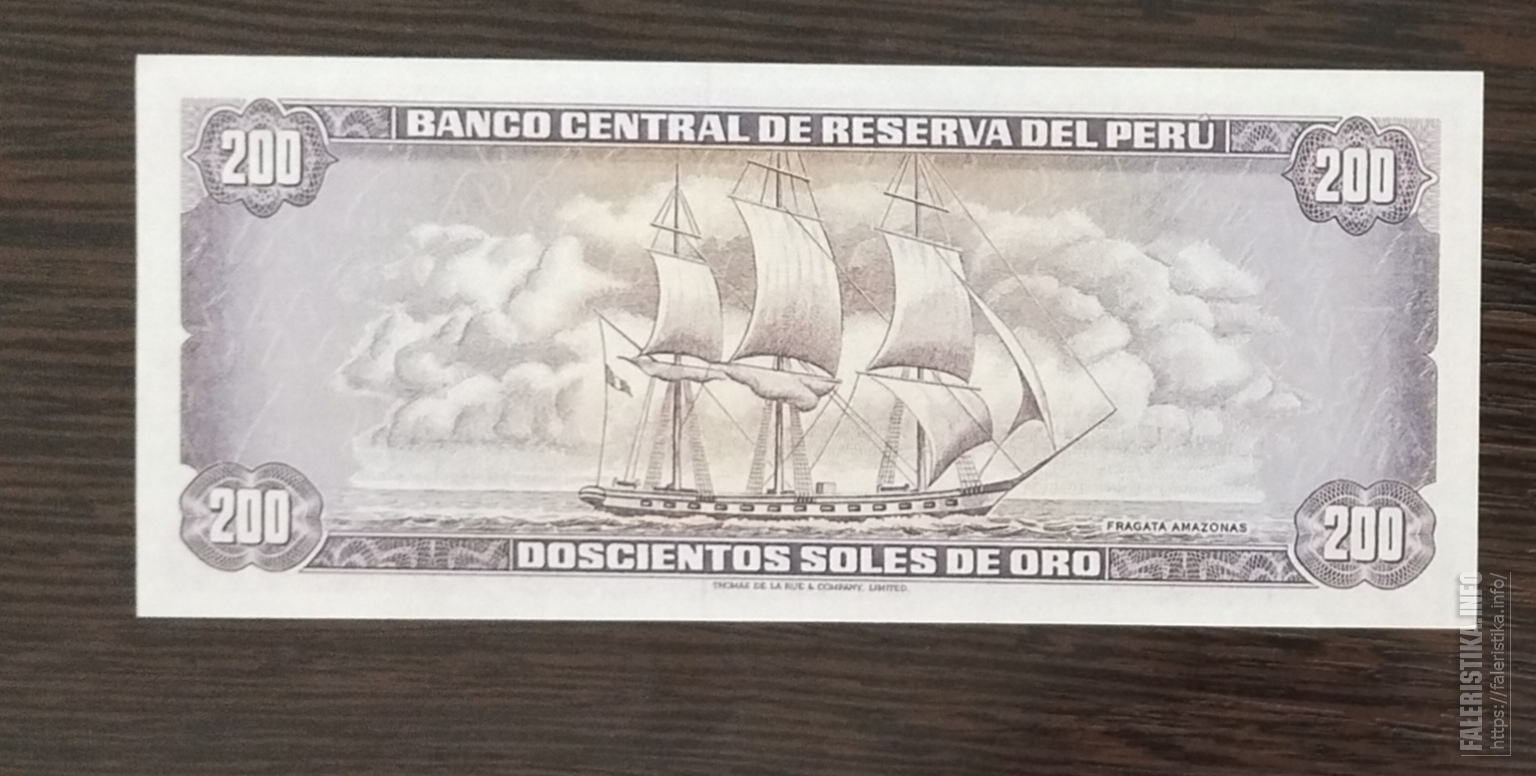 BANCO CENTRAL DE RESERVA DEL PERÚ
200
200
FRAGATA AMAZONAS
200
200
DOSCIENTOS SOLES DE ORO
THOMAS DE LA RUE & COMPANY, LIMITED.
FALERISTIKA.INFO
https://faleristika.info/